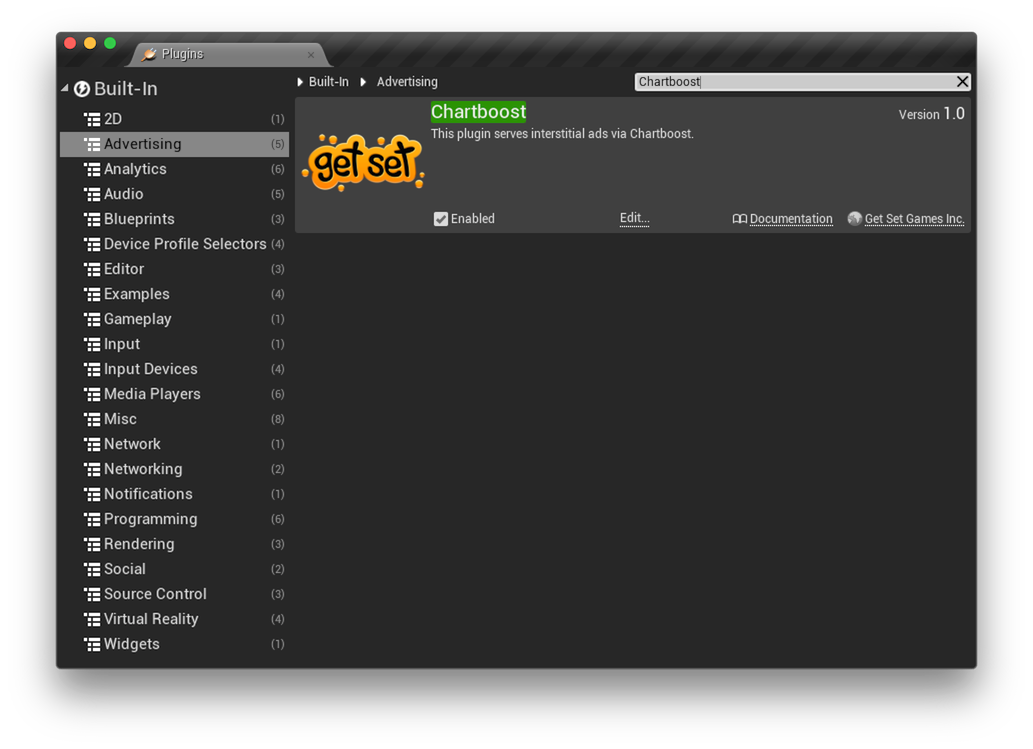 Plugins
Built-In
2D (1)
Advertising (5)
Analytics (6)
Audio (5)
Blueprints (3)
Device Profile Selectors (4)
Editor (3)
Examples (4)
Gameplay (1)
Input (1)
Input Devices (4)
Media Players (6)
Misc (8)
Network (1)
Networking (2)
Notifications (1)
Programming (6)
Rendering (3)
Social (2)
Source Control (3)
Virtual Reality (4)
Widgets (1)
Built-In Advertising Chartboost
Chartboost Version 1.0
This plugin serves interstitial ads via Chartboost.
get set
Enabled Edit... Documentation Get Set Games Inc.